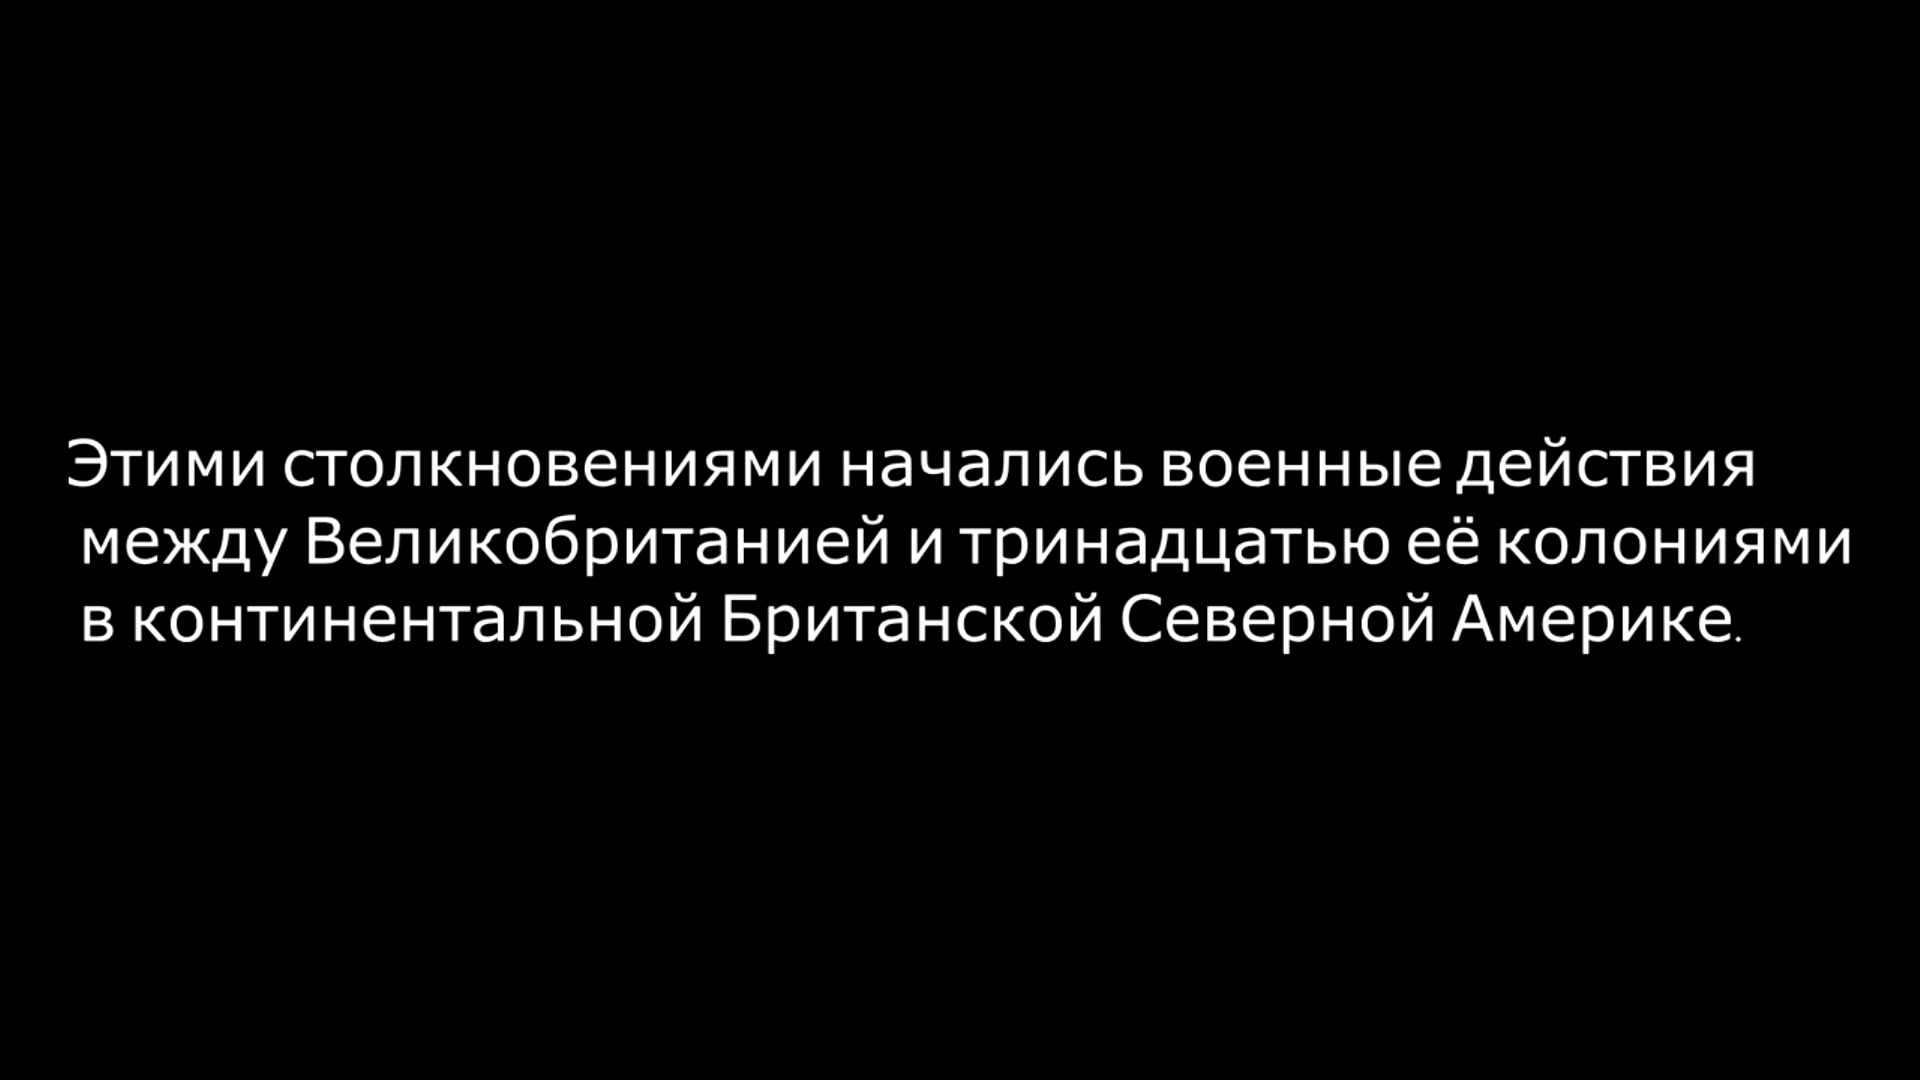 Этими столкновениями начались военные действия
между Великобританией и тринадцатью её колониями
в континентальной Британской Северной Америке.